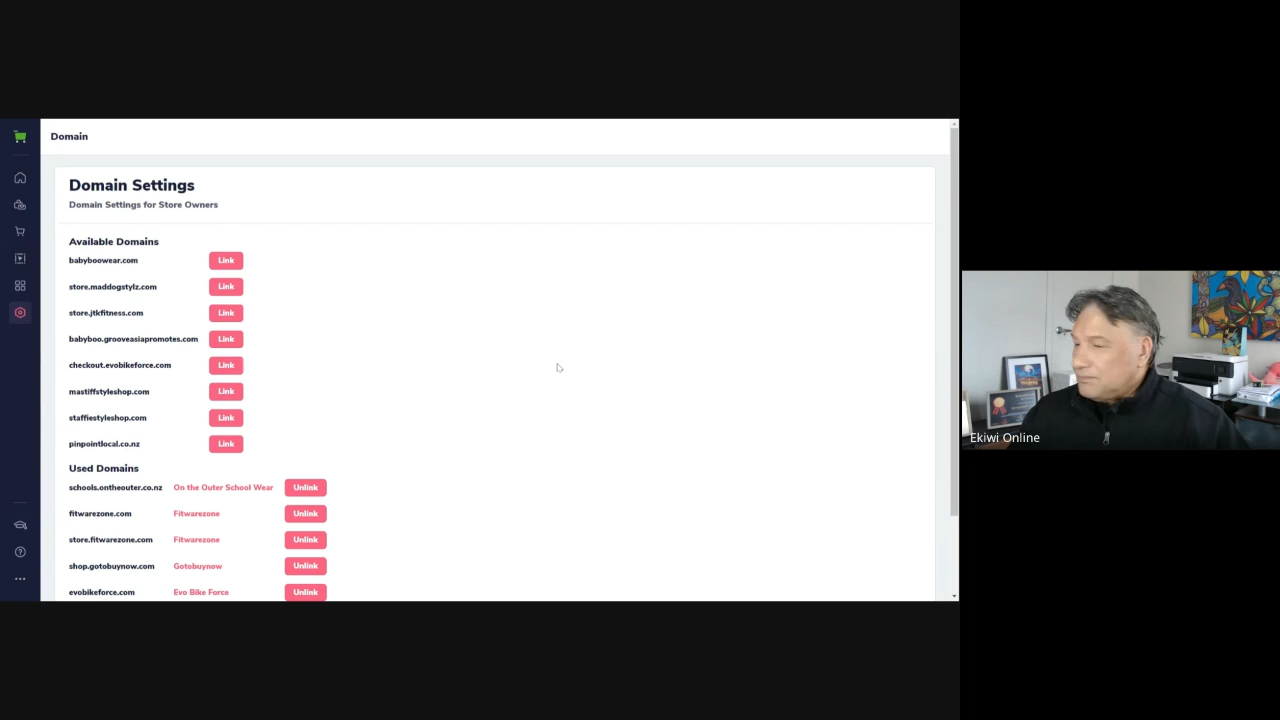 Domain
Domain Settings
Domain Settings for Store Owners
Available Domains
babyboowear.com Link
store.maddogstylz.com Link
store.jtkfitness.com Link
babyboo.grooveasiapromotes.com Link
checkout.evobikeforce.com Link
mastiffstyleshop.com Link
staffiestyleshop.com Link
pinpointlocal.co.nz Link
Used Domains
schools.ontheouter.co.nz On the Outer School Wear Unlink
fitwarezone.com Fitwarezone Unlink
store.fitwarezone.com Fitwarezone Unlink
shop.gotobuynow.com Gotobuynow Unlink
evobikeforce.com Evo Bike Force Unlink
Ekiwi Online